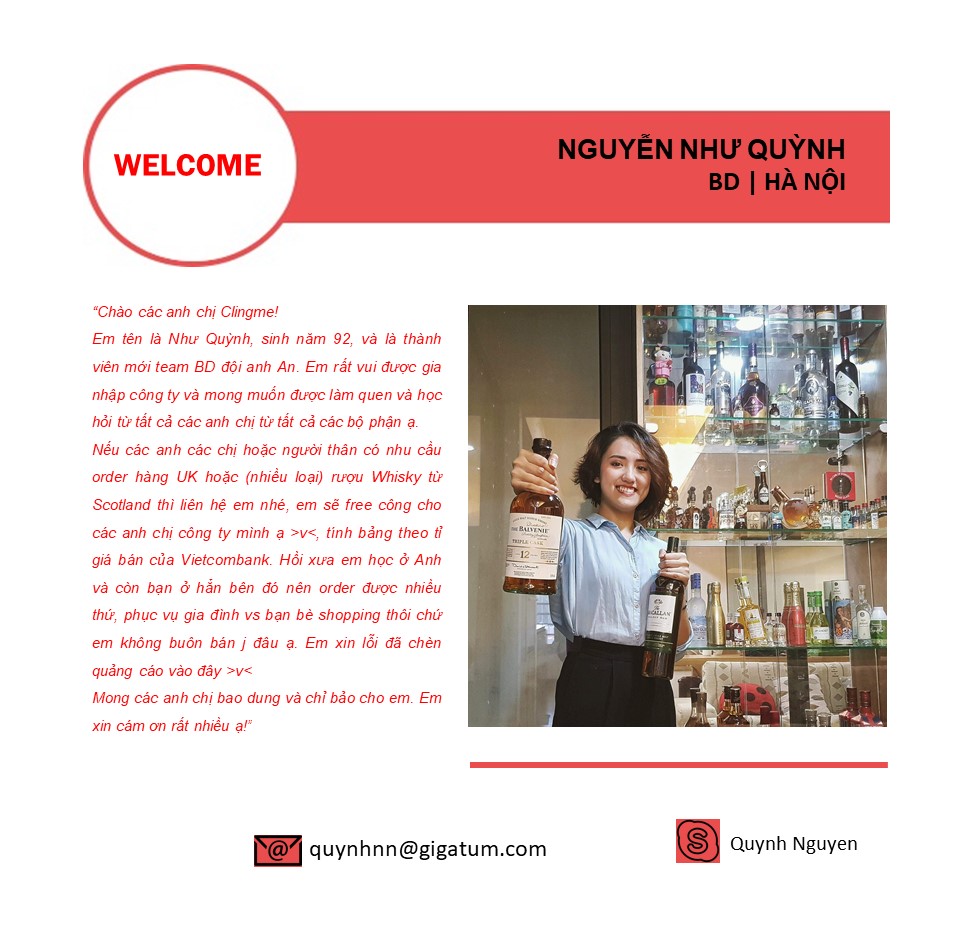 WELCOME
NGUYỄN NHƯ QUỲNH
BD | HÀ NỘI
“Chào các anh chị Clingme!
Em tên là Như Quỳnh, sinh năm 92, và là thành
viên mới team BD đội anh An. Em rất vui được gia
nhập công ty và mong muốn được làm quen và học
hỏi từ tất cả các anh chị từ tất cả các bộ phận ạ.
Nếu các anh các chị hoặc người thân có nhu cầu
order hàng UK hoặc (nhiều loại) rượu Whisky từ
Scotland thì liên hệ em nhé, em sẽ free công cho
các anh chị công ty mình ạ >v<, tính bằng theo tỉ
giá bán của Vietcombank. Hồi xưa em học ở Anh
và còn bạn ở hẳn bên đó nên order được nhiều
thứ, phục vụ gia đình vs bạn bè shopping thôi chứ
em không buôn bán j đâu ạ. Em xin lỗi đã chèn
quảng cáo vào đây >v<
Mong các anh chị bao dung và chỉ bảo cho em. Em
xin cám ơn rất nhiều ạ!”
THE BALVENIE
TRIPLE CASK
12
MACALLAN
quynhnn@gigatum.com
Quynh Nguyen